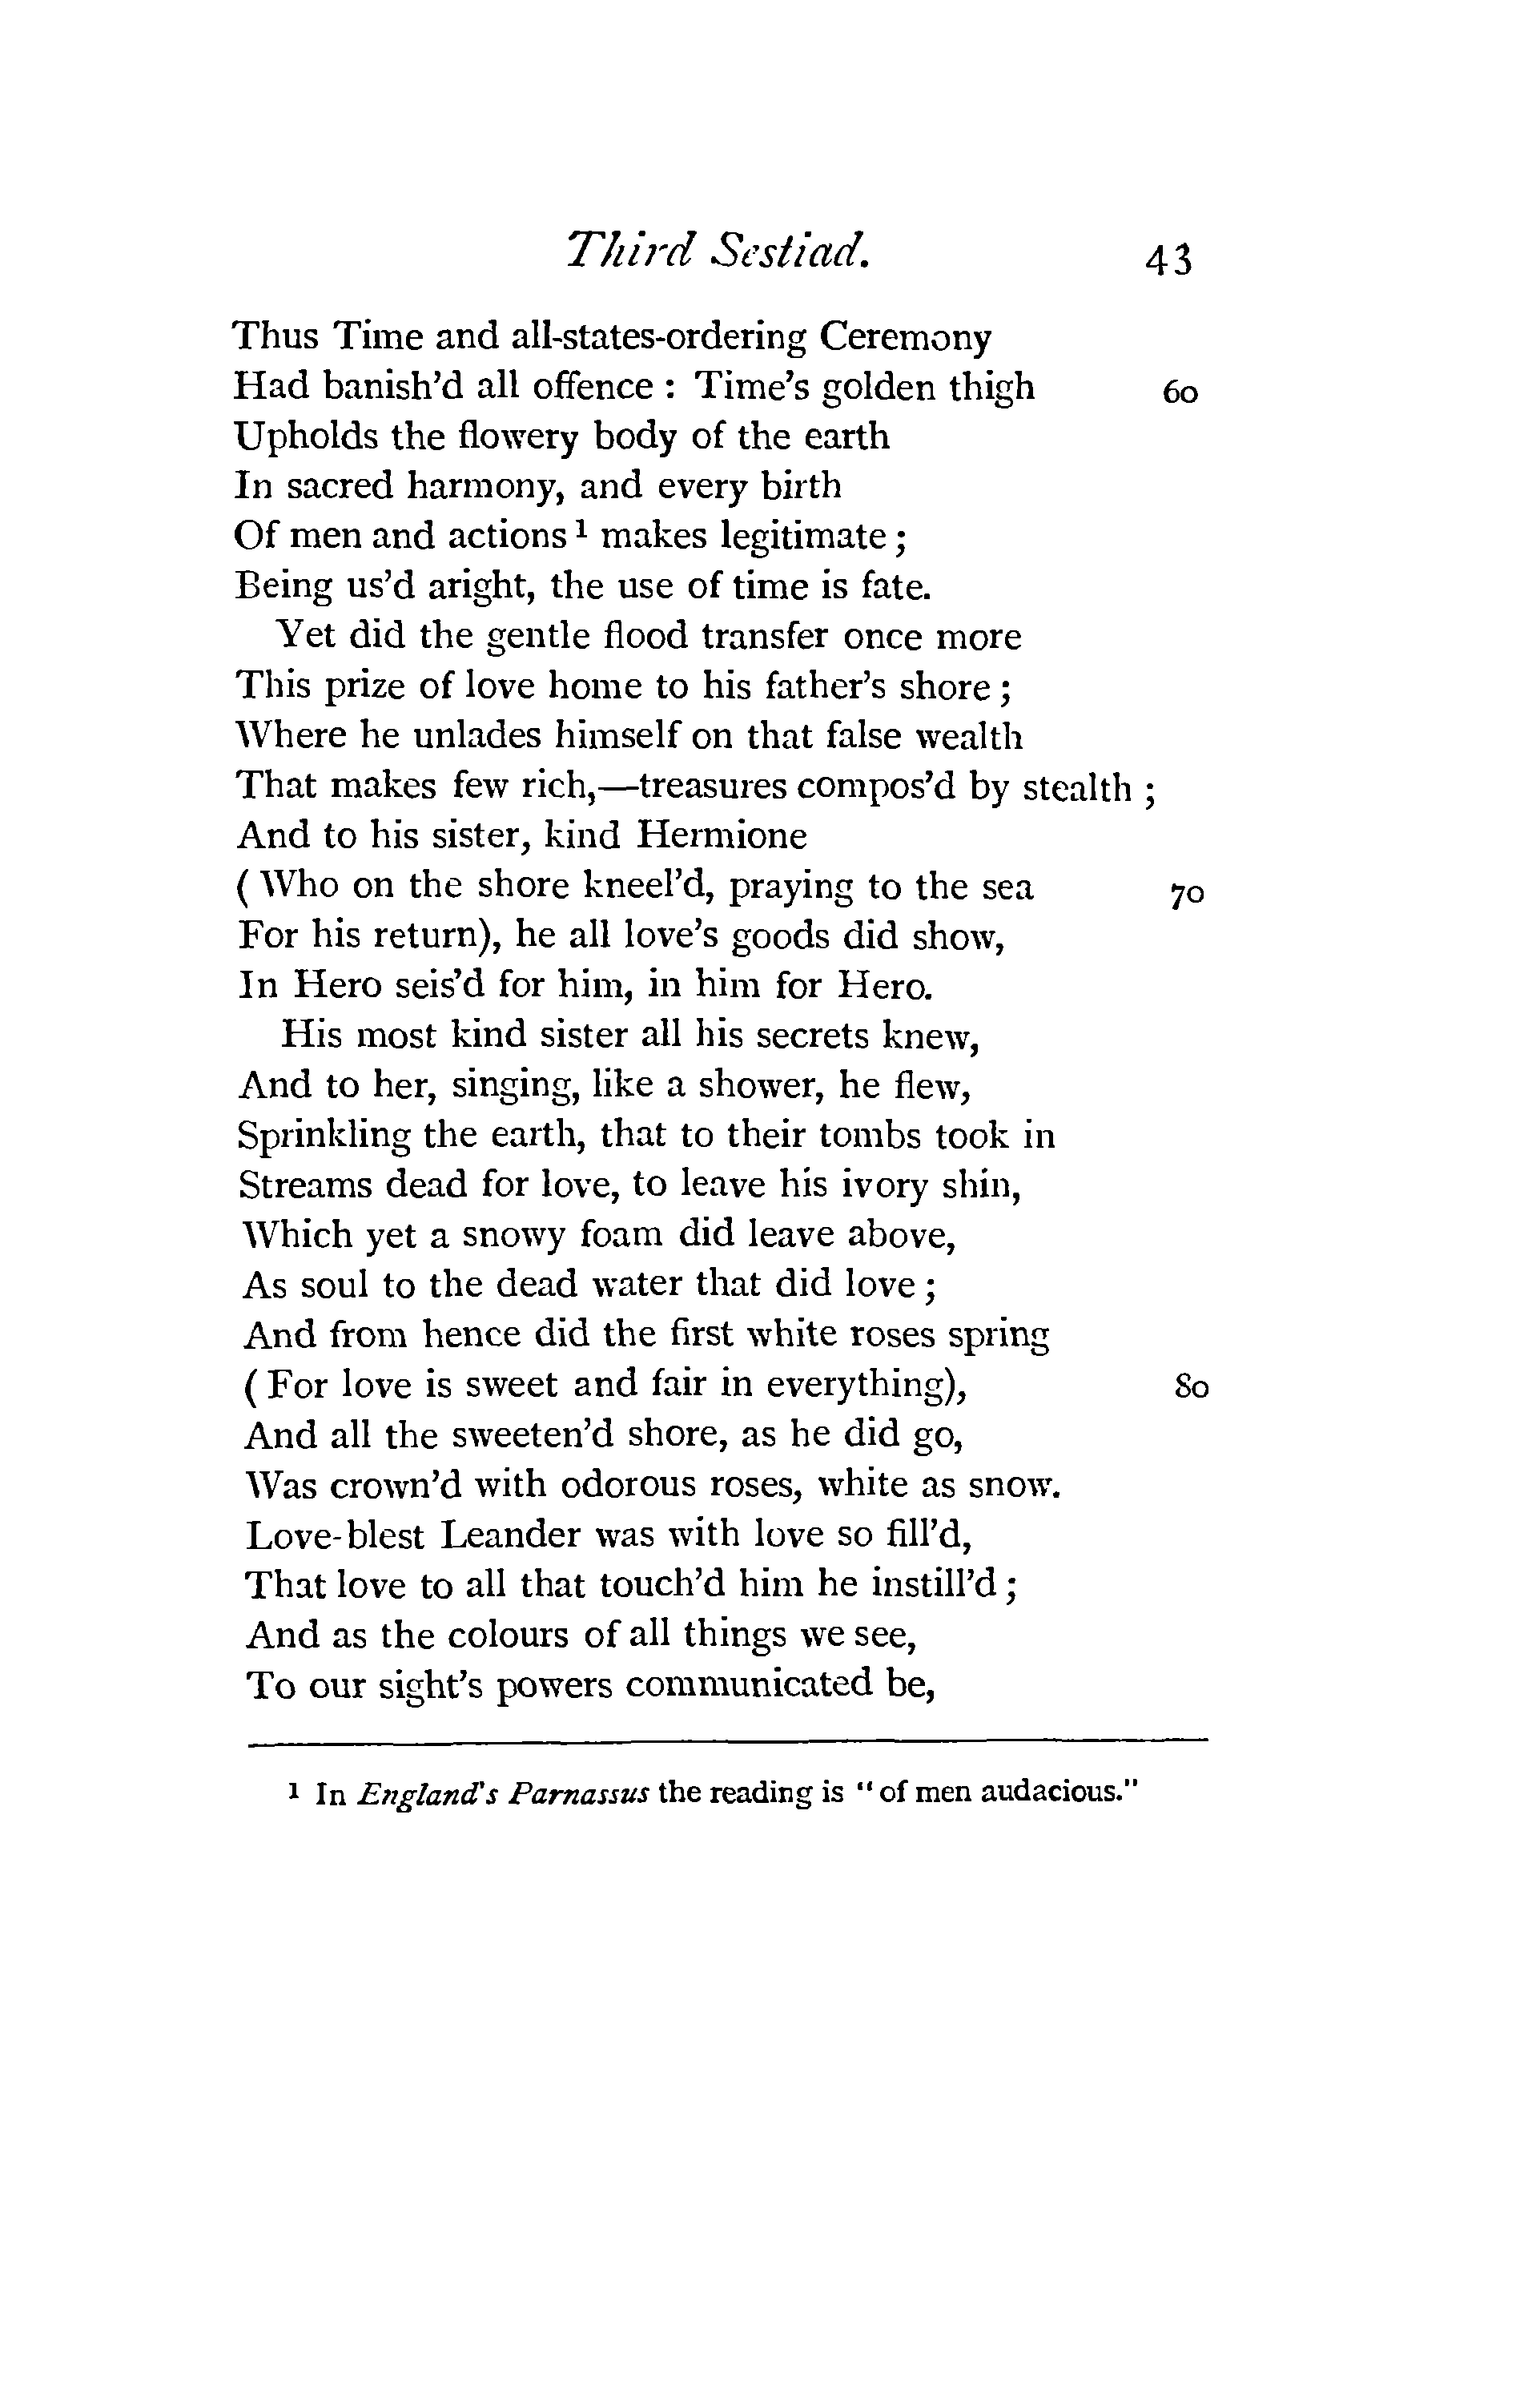 Third Sestiad. 43
Thus Time and all-states-ordering Ceremony
Had banish'd all offence : Time's golden thigh 60
Upholds the flowery body of the earth
In sacred harmony, and every birth
Of men and actions ¹ makes legitimate ;
Being us'd aright, the use of time is fate.
Yet did the gentle flood transfer once more
This prize of love home to his father's shore ;
Where he unlades himself on that false wealth
That makes few rich,—treasures compos'd by stealth ;
And to his sister, kind Hermione
( Who on the shore kneel'd, praying to the sea 70
For his return), he all love's goods did show,
In Hero seis'd for him, in him for Hero.
His most kind sister all his secrets knew,
And to her, singing, like a shower, he flew,
Sprinkling the earth, that to their tombs took in
Streams dead for love, to leave his ivory shin,
Which yet a snowy foam did leave above,
As soul to the dead water that did love ;
And from hence did the first white roses spring
( For love is sweet and fair in everything), 80
And all the sweeten'd shore, as he did go,
Was crown'd with odorous roses, white as snow.
Love-blest Leander was with love so fill'd,
That love to all that touch'd him he instill'd ;
And as the colours of all things we see,
To our sight's powers communicated be,
¹ In England's Parnassus the reading is "of men audacious."